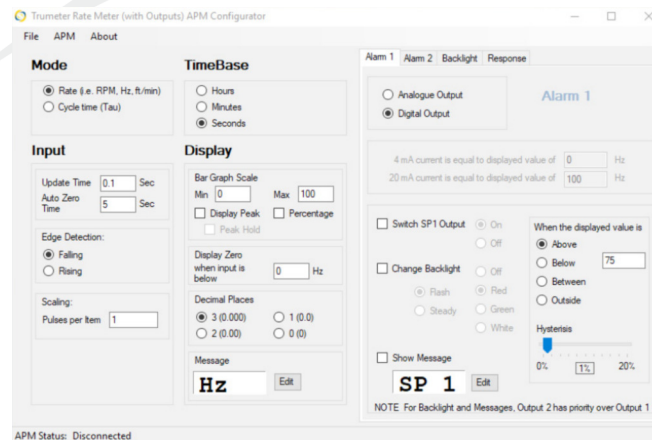 Trumeter Rate Meter (with Outputs) APM Configurator
File APM About
Mode
Rate (i.e. RPM, Hz, ft/min)
Cycle time (Tau)
TimeBase
Hours
Minutes
Seconds
Input
Update Time 0.1 Sec
Auto Zero Time 5 Sec
Edge Detection:
Falling
Rising
Scaling:
Pulses per Item 1
Display
Bar Graph Scale
Min 0 Max 100
Display Peak Percentage
Peak Hold
Display Zero
when input is
below 0 Hz
Decimal Places
3 (0.000) 1 (0.0)
2 (0.00) 0 (0)
Message
Hz Edit
Alarm 1 Alarm 2 Backlight Response
Analogue Output
Digital Output
Alarm 1
4 mA current is equal to displayed value of 0 Hz
20 mA current is equal to displayed value of 100 Hz
Switch SP1 Output On
Off
Change Backlight Off
Flash Red
Steady Green
White
When the displayed value is
Above
Below 75
Between
Outside
Hysterisis
0% 1% 20%
Show Message
SP 1 Edit
NOTE For Backlight and Messages, Output 2 has priority over Output 1
APM Status: Disconnected